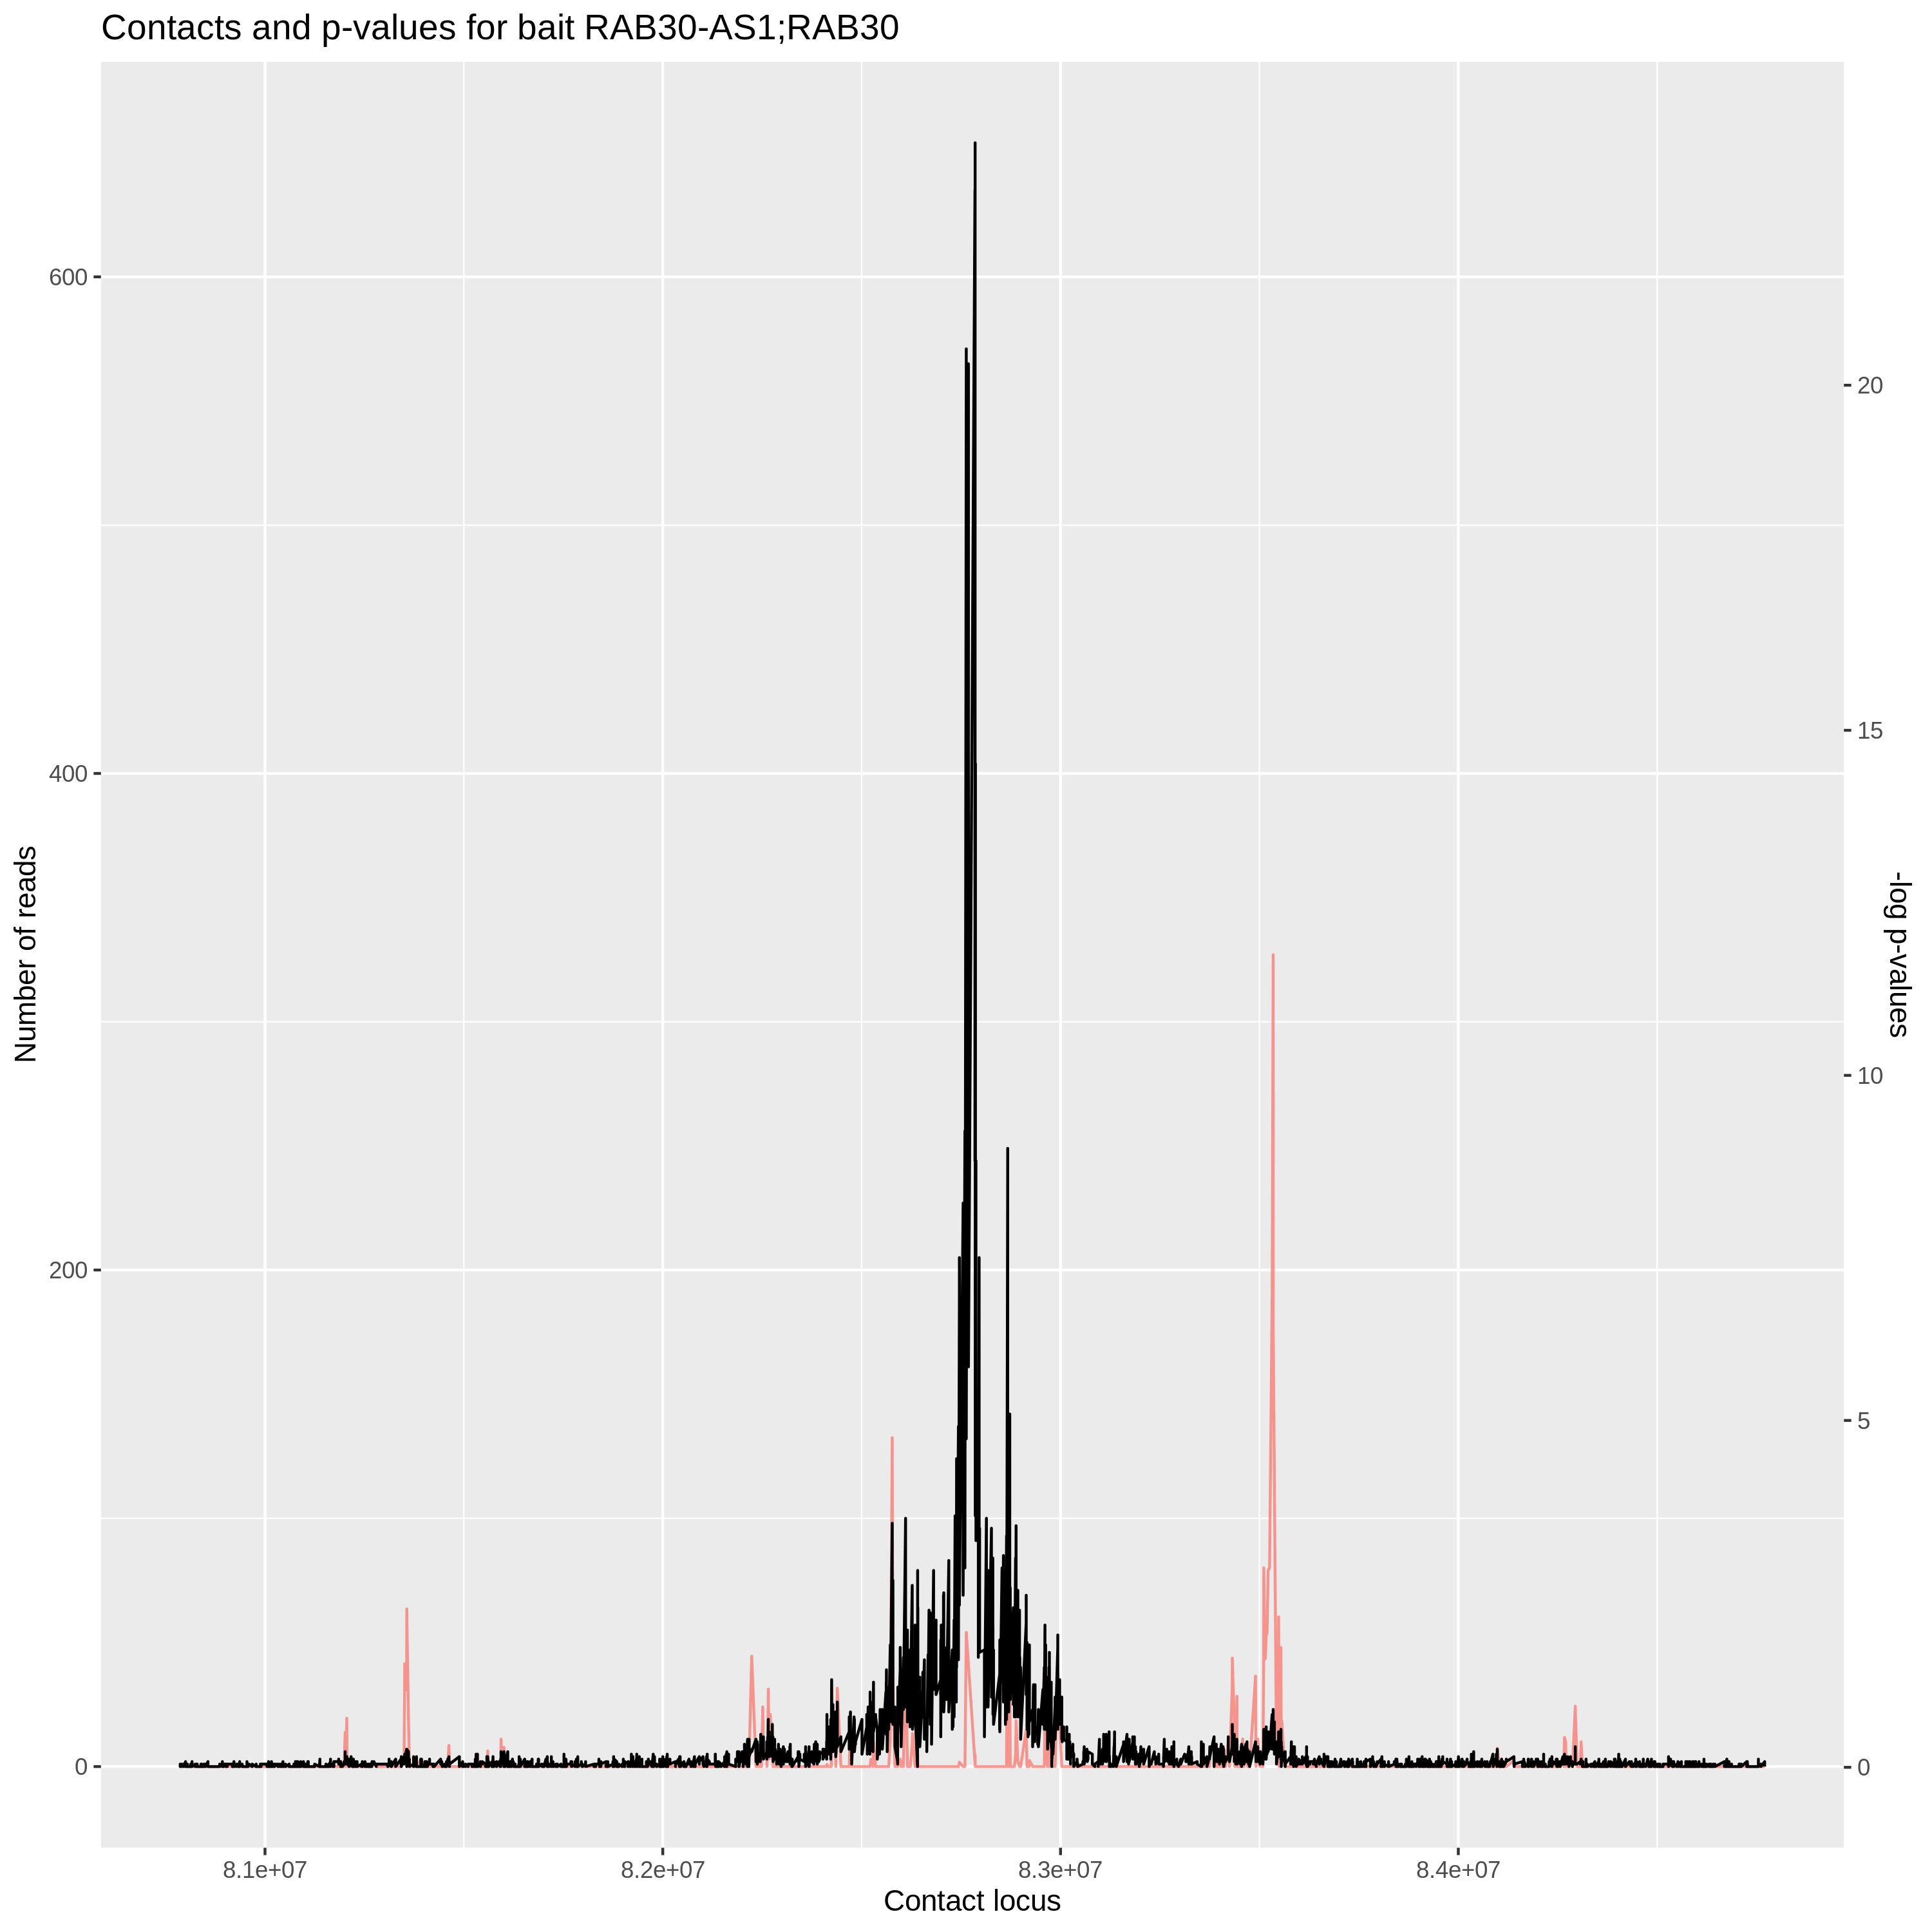 Contacts and p-values for bait RAB30-AS1;RAB30
600
400
200
0
Number of reads
20
15
10
5
0
-log p-values
8.1e+07
8.2e+07
8.3e+07
8.4e+07
Contact locus